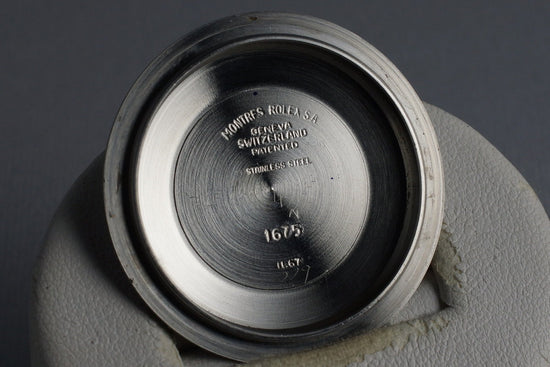 MONTRES ROLEX S.A.
GENEVA
SWITZERLAND
PATENTED
STAINLESS STEEL
1675
II.67